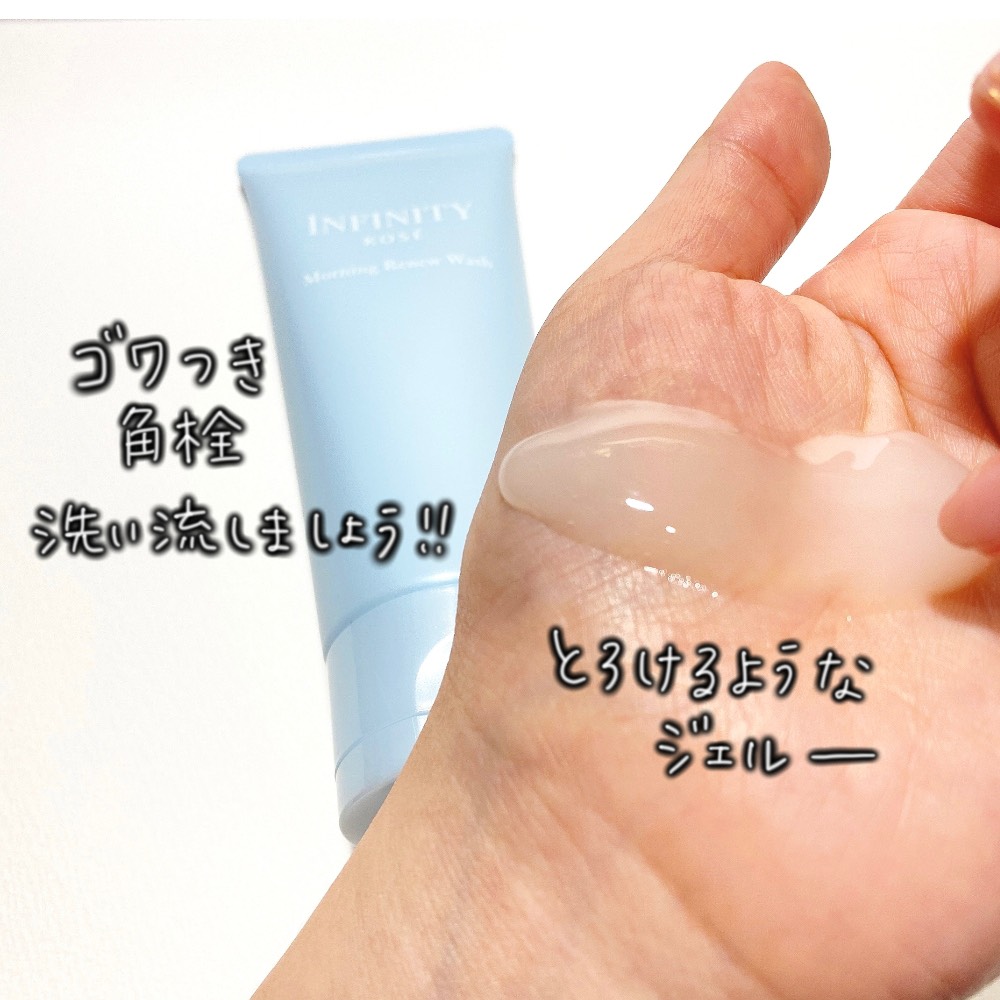 INFINITY
KOSÉ
Morning Renew Wash
ゴワつき
角栓
洗い流しましょう!!
とろけるような
ジェルー